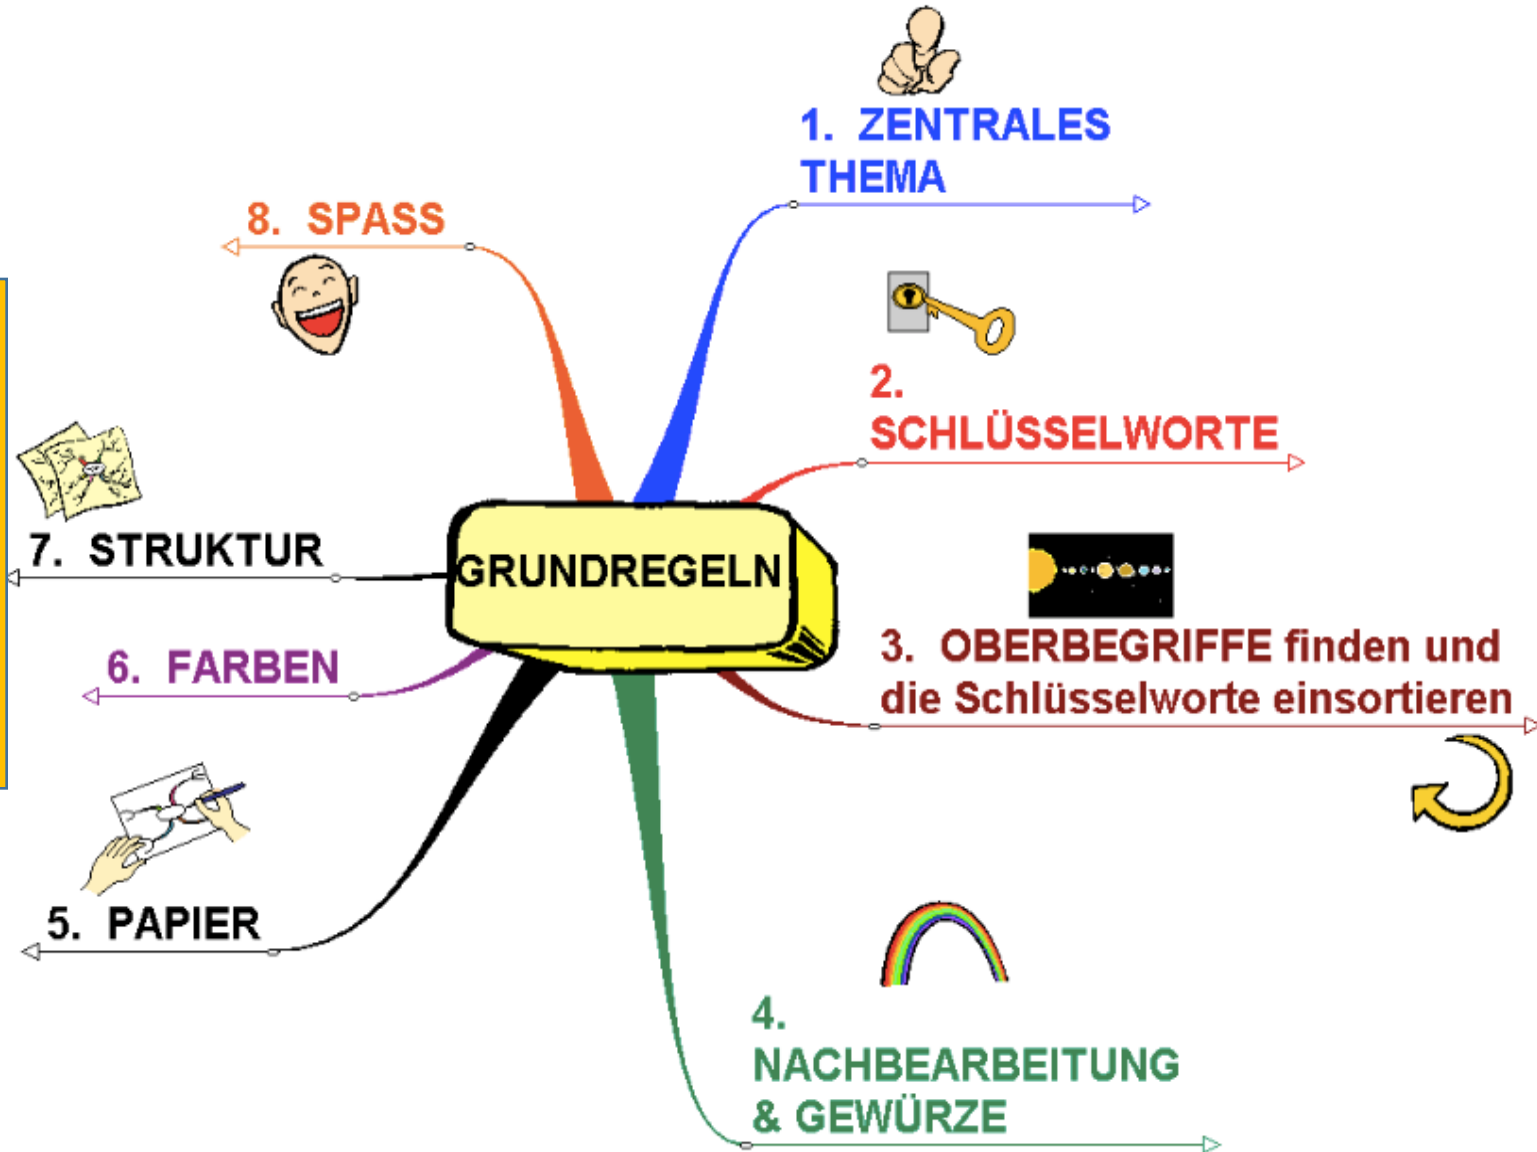 GRUNDREGELN
1. ZENTRALES
THEMA
2.
SCHLÜSSELWORTE
3. OBERBEGRIFFE finden und
die Schlüsselworte einsortieren
4.
NACHBEARBEITUNG
& GEWÜRZE
5. PAPIER
6. FARBEN
7. STRUKTUR
8. SPASS